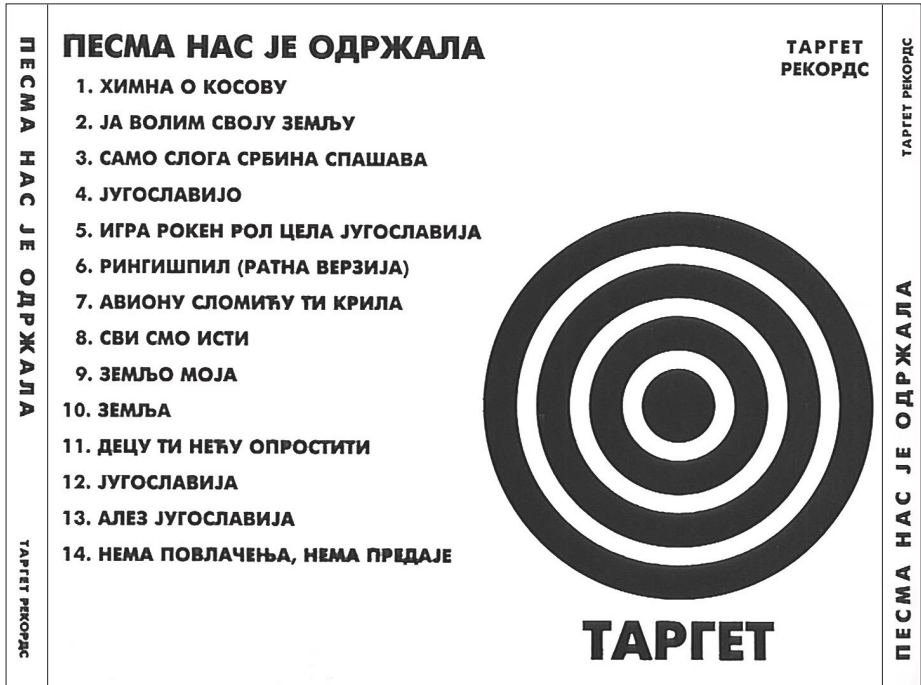 ПЕСМА НАС ЈЕ ОДРЖАЛА
ТАРГЕТ РЕКОРДС
ПЕСМА НАС ЈЕ ОДРЖАЛА
1. ХИМНА О КОСОВУ
2. ЈА ВОЛИМ СВОЈУ ЗЕМЉУ
3. САМО СЛОГА СРБИНА СПАШАВА
4. ЈУГОСЛАВИЈО
5. ИГРА РОКЕН РОЛ ЦЕЛА ЈУГОСЛАВИЈА
6. РИНГИШПИЛ (РАТНА ВЕРЗИЈА)
7. АВИОНУ СЛОМИЋУ ТИ КРИЛА
8. СВИ СМО ИСТИ
9. ЗЕМЉО МОЈА
10. ЗЕМЉА
11. ДЕЦУ ТИ НЕЋУ ОПРОСТИТИ
12. ЈУГОСЛАВИЈА
13. АЛЕЗ ЈУГОСЛАВИЈА
14. НЕМА ПОВЛАЧЕЊА, НЕМА ПРЕДАЈЕ
ТАРГЕТ
РЕКОРДС
ТАРГЕТ
ТАРГЕТ РЕКОРДС
ПЕСМА НАС ЈЕ ОДРЖАЛА